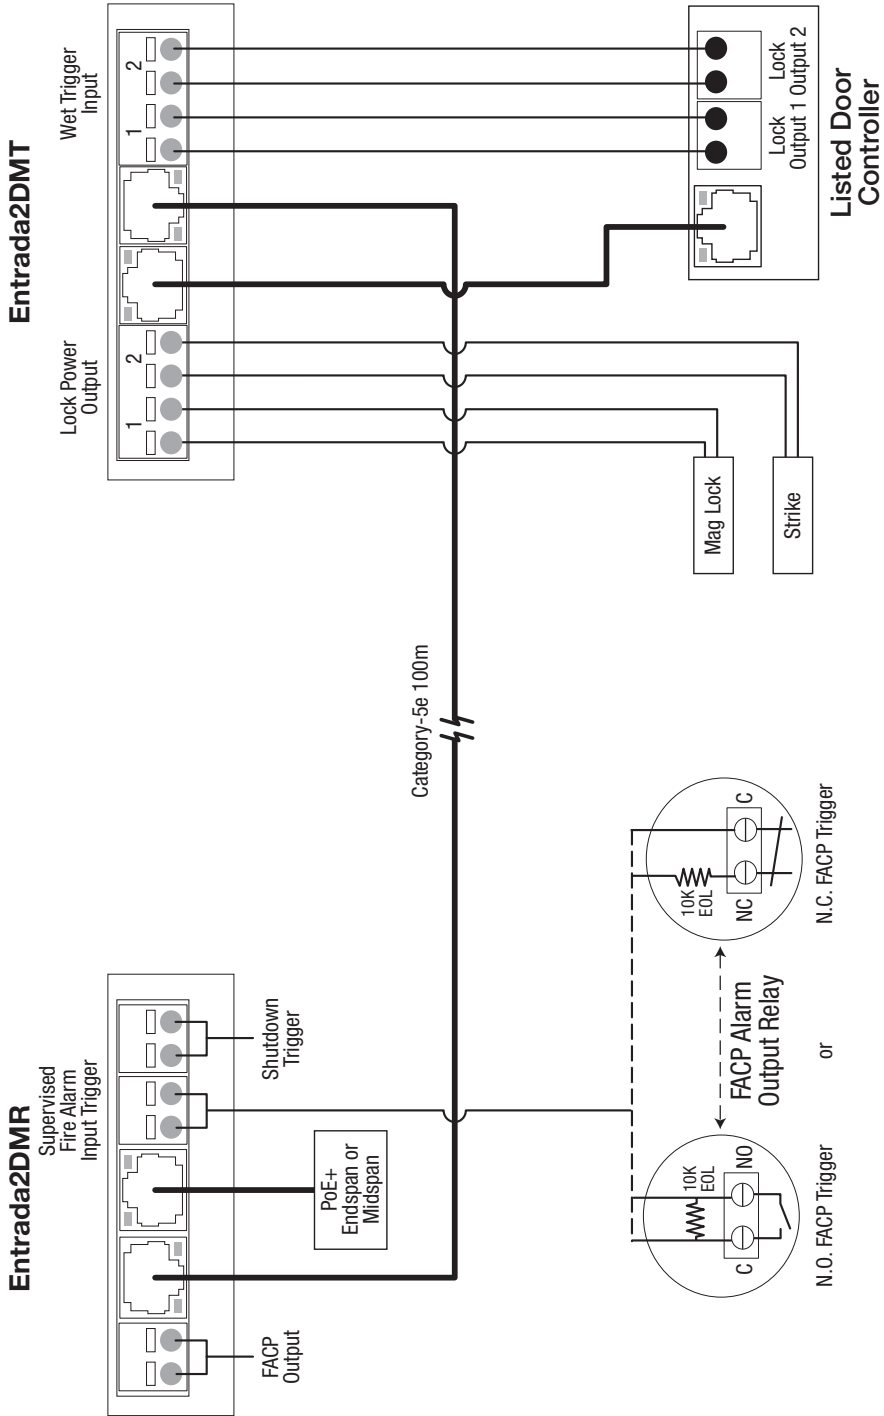 Entrada2DMR
Supervised
Fire Alarm
Input Trigger
FACP
Output
PoE+
Endspan or
Midspan
Shutdown
Trigger
Category-5e 100m
C
NO
10K
EOL
N.O. FACP Trigger
FACP Alarm
Output Relay
or
10K
EOL
NC
C
N.C. FACP Trigger
Entrada2DMT
Lock Power
Output
1
2
Wet Trigger
Input
1
2
Mag Lock
Strike
Lock
Output 1
Lock
Output 2
Listed Door
Controller